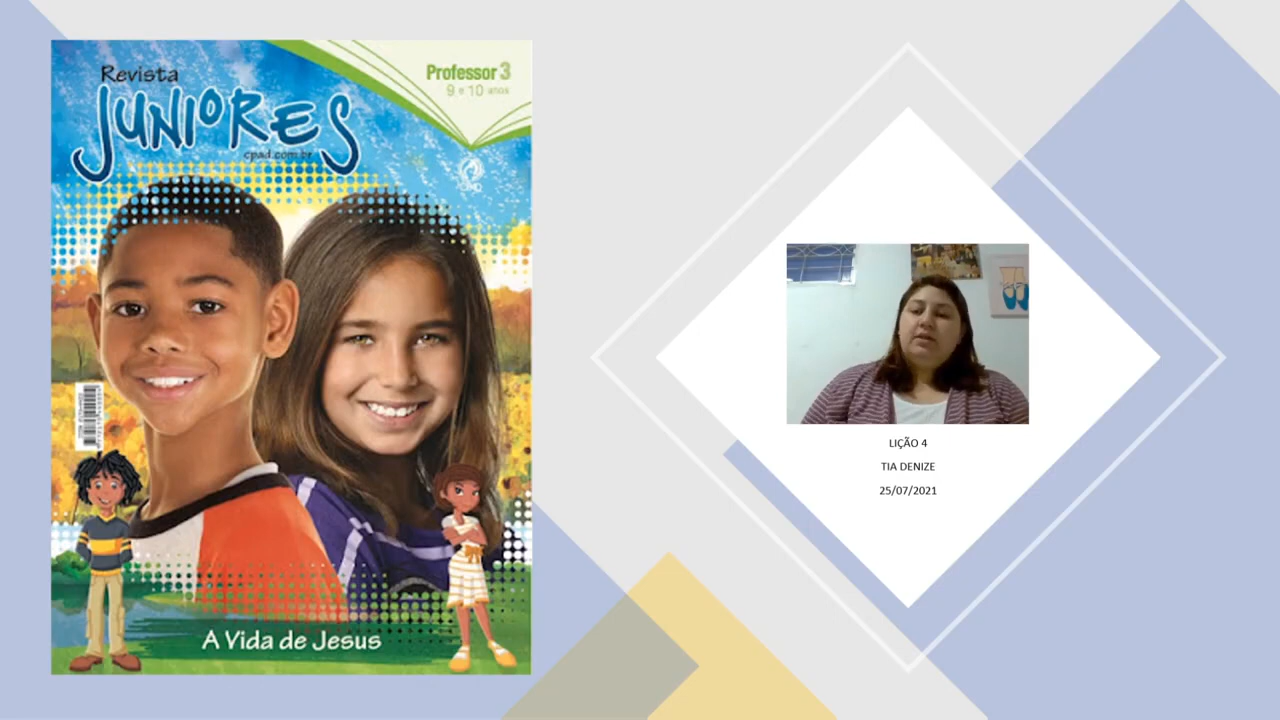 Revista
JUNIORES
cpad.com.br
Professor 3
9 e 10 anos
A Vida de Jesus
LIÇÃO 4
TIA DENIZE
25/07/2021